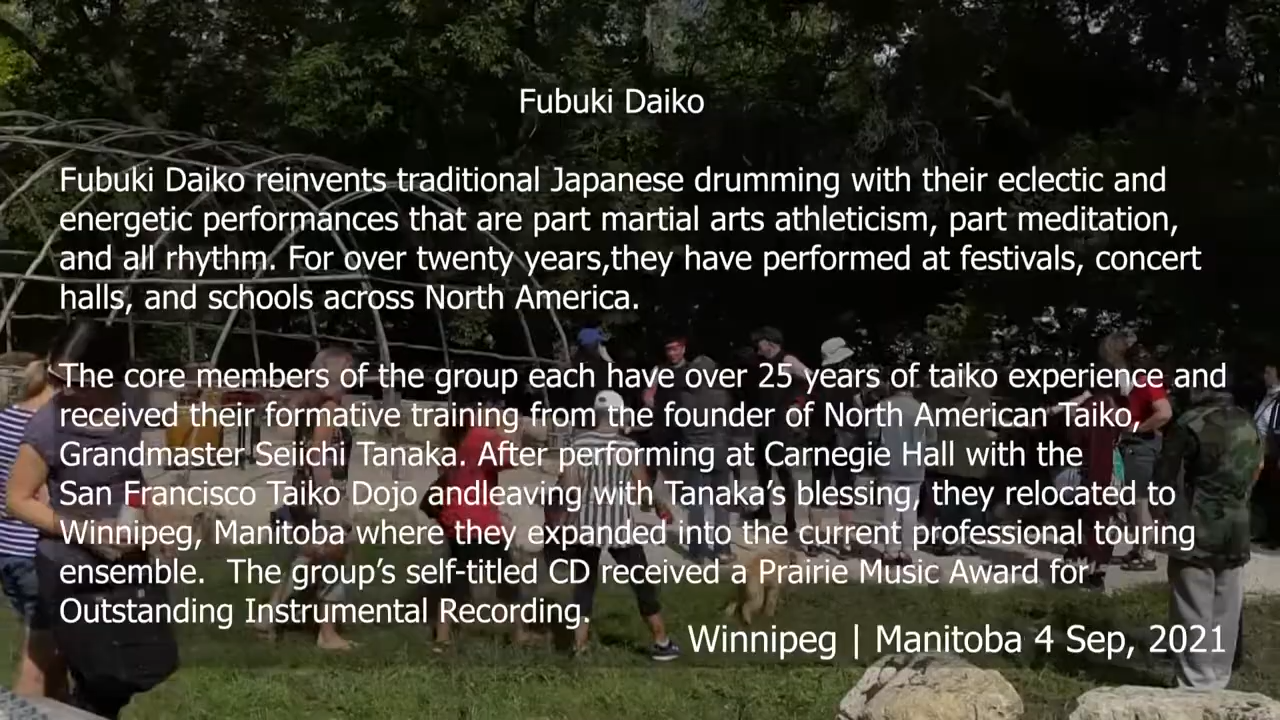 Fubuki Daiko
Fubuki Daiko reinvents traditional Japanese drumming with their eclectic and
energetic performances that are part martial arts athleticism, part meditation,
and all rhythm. For over twenty years,they have performed at festivals, concert
halls, and schools across North America.
The core members of the group each have over 25 years of taiko experience and
received their formative training from the founder of North American Taiko,
Grandmaster Seiichi Tanaka. After performing at Carnegie Hall with the
San Francisco Taiko Dojo andleaving with Tanaka’s blessing, they relocated to
Winnipeg, Manitoba where they expanded into the current professional touring
ensemble.  The group’s self-titled CD received a Prairie Music Award for
Outstanding Instrumental Recording.
Winnipeg | Manitoba 4 Sep, 2021